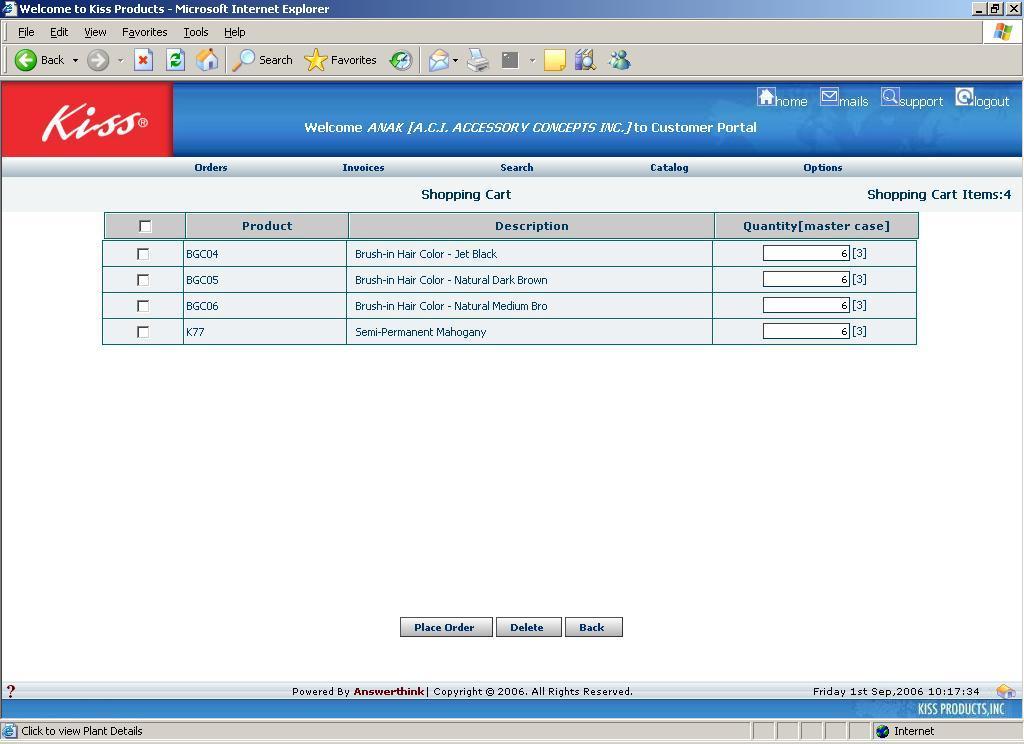 Welcome to Kiss Products - Microsoft Internet Explorer
File Edit View Favorites Tools Help
Back Search Favorites
Kiss®
home mails support logout
Welcome ANAK [A.C.I. ACCESSORY CONCEPTS INC.] to Customer Portal
Orders Invoices Search Catalog Options
Shopping Cart Shopping Cart Items:4
Product Description Quantity[master case]
BGC04 Brush-in Hair Color - Jet Black 6 [3]
BGC05 Brush-in Hair Color - Natural Dark Brown 6 [3]
BGC06 Brush-in Hair Color - Natural Medium Bro 6 [3]
K77 Semi-Permanent Mahogany 6 [3]
Place Order Delete Back
? Powered By Answerthink| Copyright © 2006. All Rights Reserved. Friday 1st Sep,2006 10:17:34
KISS PRODUCTS,INC
Click to view Plant Details Internet